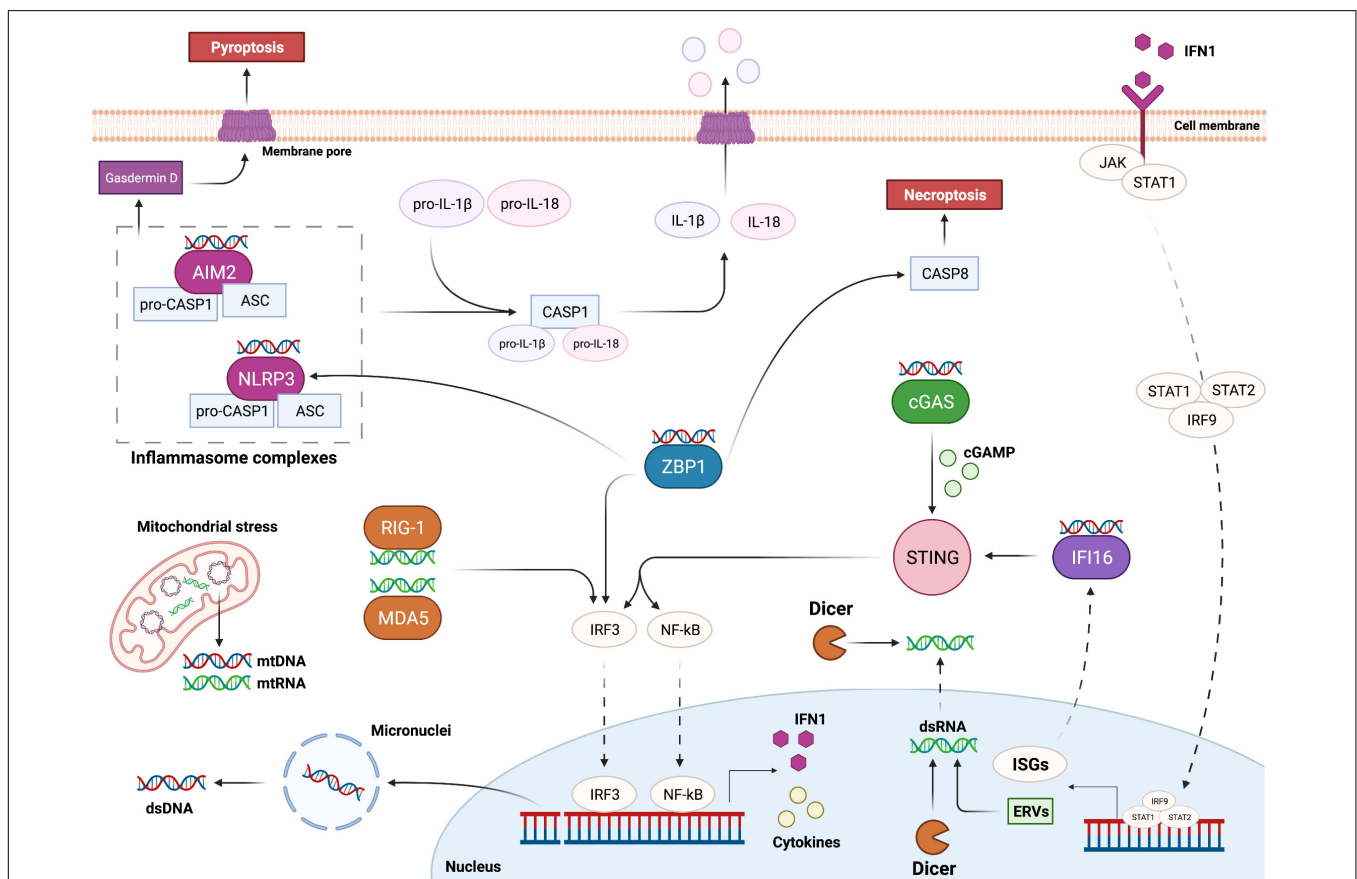 Pyroptosis
IFN1
Cell membrane
Membrane pore
JAK
STAT1
Gasdermin D
pro-IL-1β
pro-IL-18
IL-1β
IL-18
Necroptosis
CASP8
AIM2
pro-CASP1
ASC
CASP1
pro-IL-1β
pro-IL-18
NLRP3
pro-CASP1
ASC
Inflammasome complexes
cGAS
STAT1
STAT2
IRF9
ZBP1
cGAMP
Mitochondrial stress
RIG-1
MDA5
STING
IFI16
Dicer
IRF3
NF-kB
mtDNA
mtRNA
Micronuclei
dsDNA
IFN1
dsRNA
ISGs
IRF3
NF-kB
ERVs
IRF9
STAT1
STAT2
Cytokines
Dicer
Nucleus